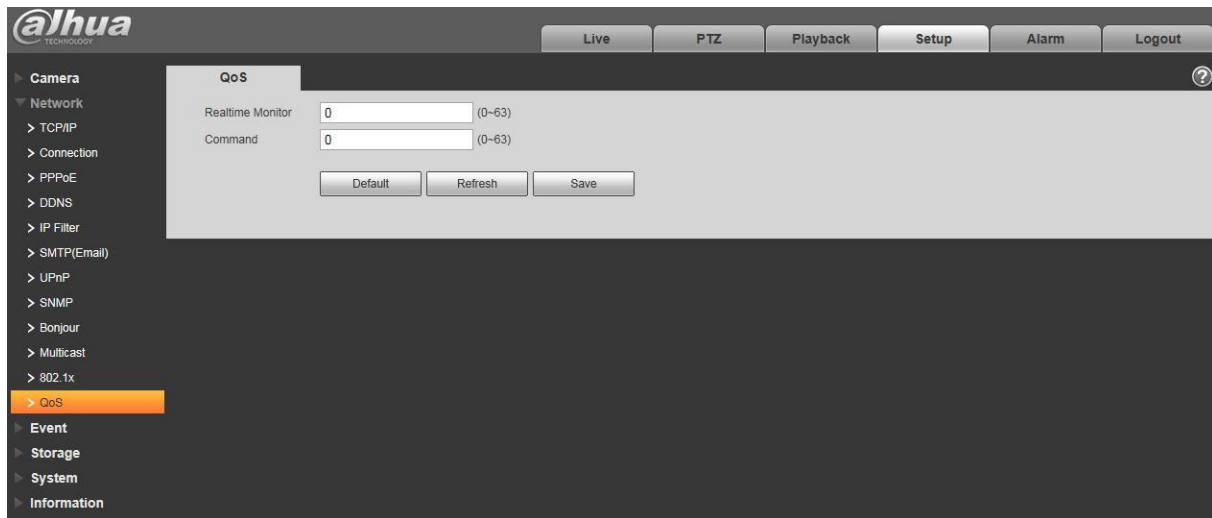 alhua
TECHNOLOGY
Live PTZ Playback Setup Alarm Logout
Camera
Network
> TCP/IP
> Connection
> PPPoE
> DDNS
> IP Filter
> SMTP(Email)
> UPnP
> SNMP
> Bonjour
> Multicast
> 802.1x
> QoS
Event
Storage
System
Information
QoS ?
Realtime Monitor 0 (0~63)
Command 0 (0~63)
Default Refresh Save